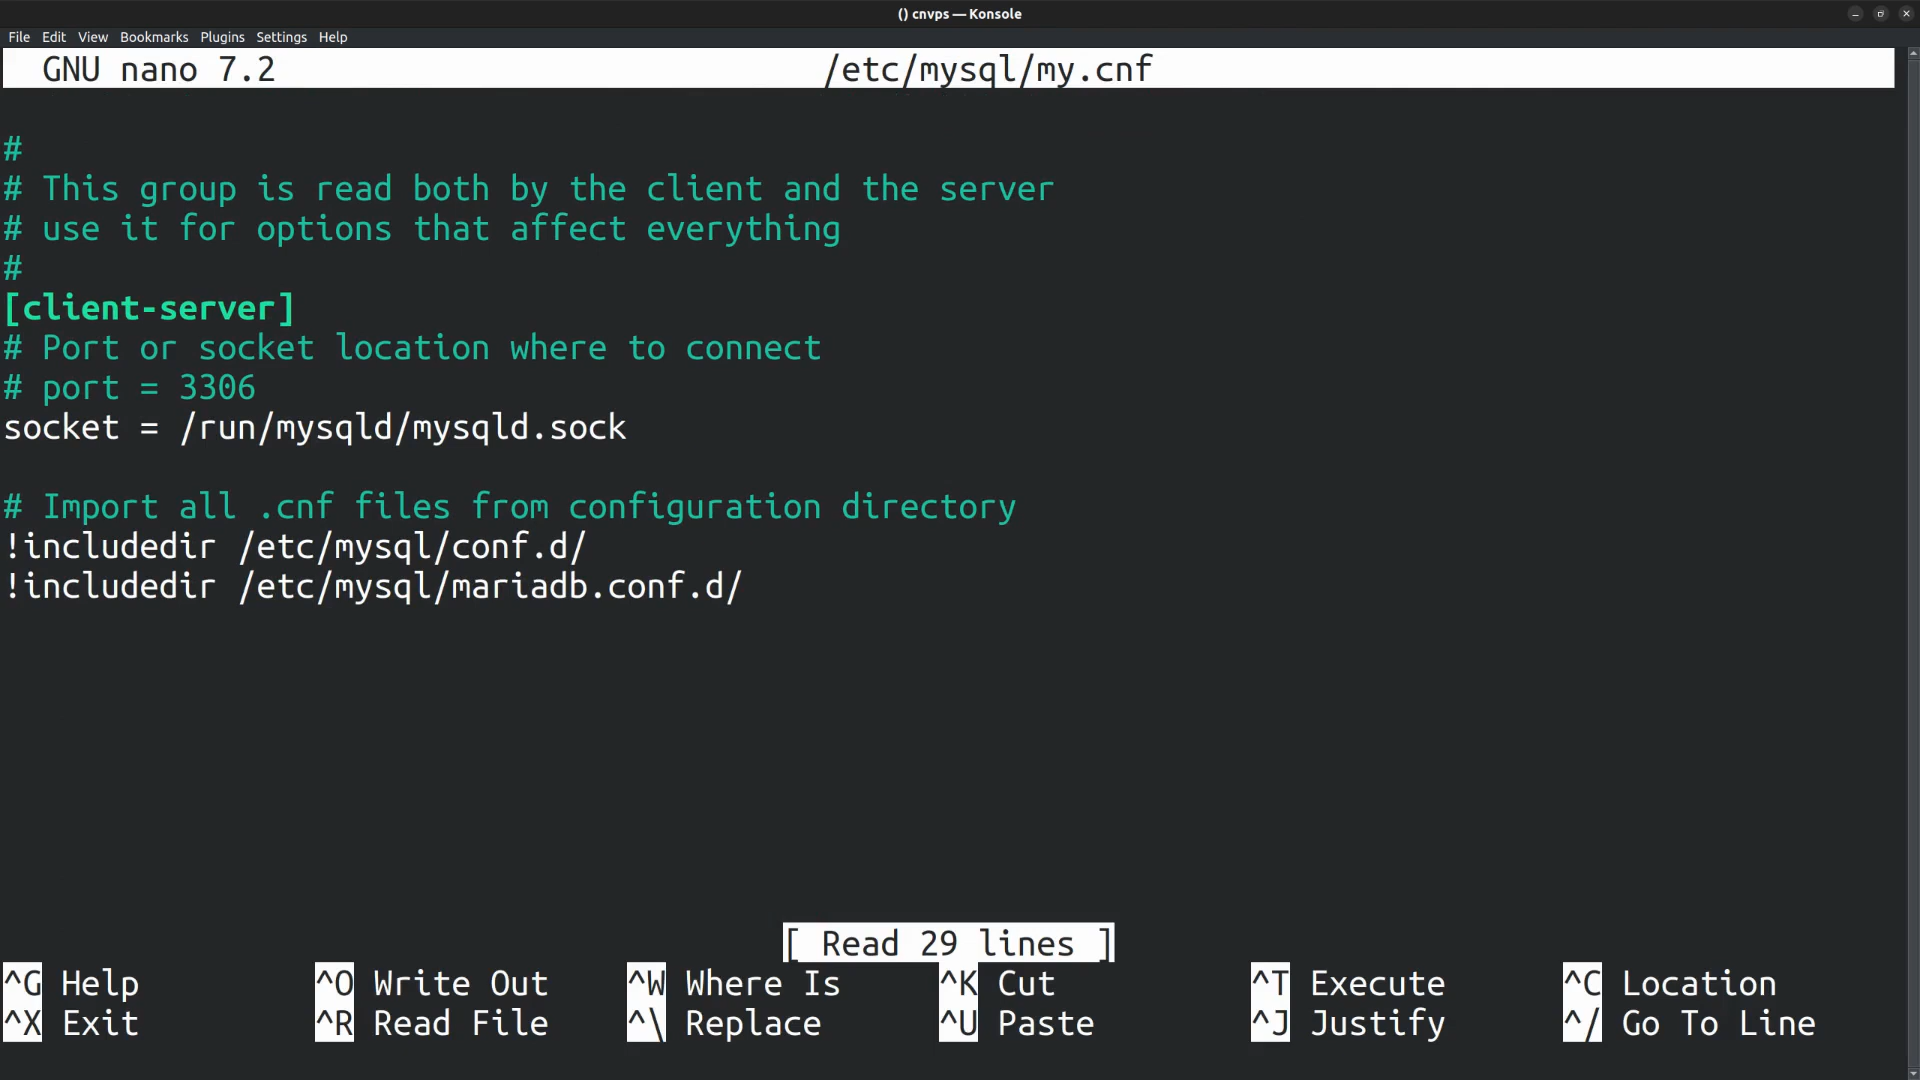 () cnvps — Konsole
File Edit View Bookmarks Plugins Settings Help
GNU nano 7.2 /etc/mysql/my.cnf
#
# This group is read both by the client and the server
# use it for options that affect everything
#
[client-server]
# Port or socket location where to connect
# port = 3306
socket = /run/mysqld/mysqld.sock
# Import all .cnf files from configuration directory
!includedir /etc/mysql/conf.d/
!includedir /etc/mysql/mariadb.conf.d/
[ Read 29 lines ]
^G Help ^O Write Out ^W Where Is ^K Cut ^T Execute ^C Location
^X Exit ^R Read File ^\ Replace ^U Paste ^J Justify ^/ Go To Line